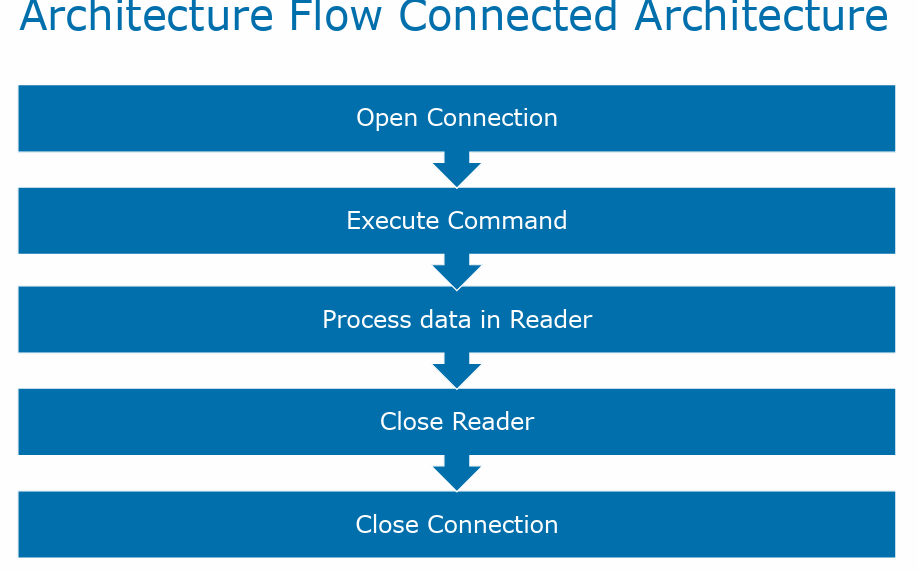 Architecture Flow Connected Architecture
Open Connection
Execute Command
Process data in Reader
Close Reader
Close Connection